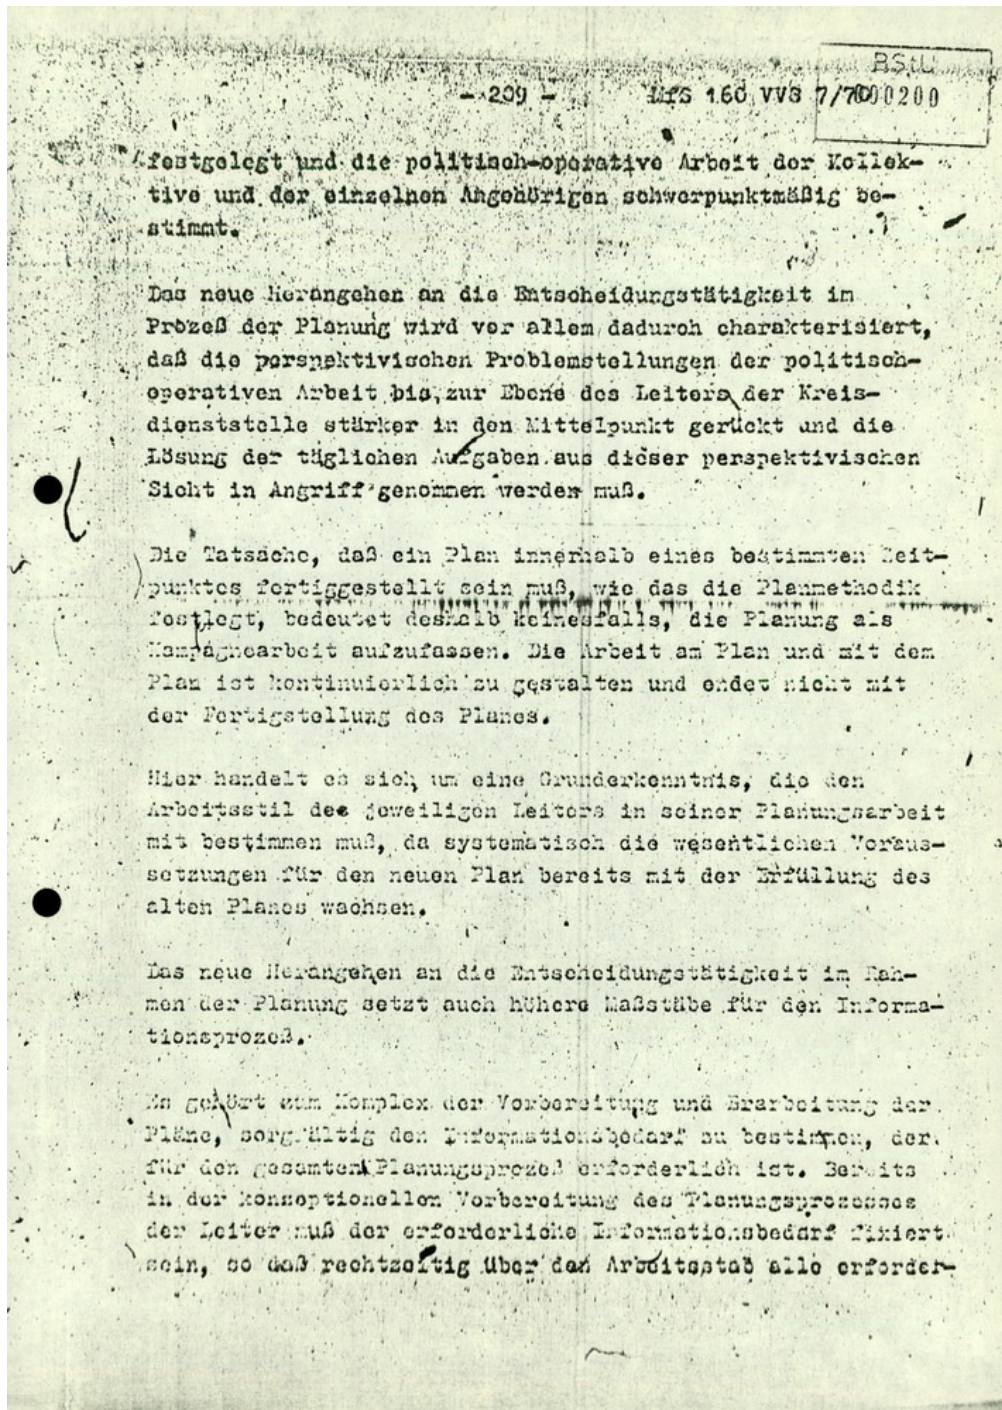 BStU
- 209 -
MfS 160 VVS 7/70
000200
festgelegt und die politisch-operative Arbeit der Kollek-
tive und der einzelnen Angehörigen schwerpunktmäßig be-
stimmt.
Das neue Herangehen an die Entscheidungstätigkeit im
Prozeß der Planung wird vor allem dadurch charakterisiert,
daß die perspektivischen Problemstellungen der politisch-
operativen Arbeit bis zur Ebene des Leiters der Kreis-
dienststelle stärker in den Mittelpunkt gerückt und die
Lösung der täglichen Aufgaben aus dieser perspektivischen
Sicht in Angriff genommen werden muß.
Die Tatsache, daß ein Plan innerhalb eines bestimmten Zeit-
punktes fertiggestellt sein muß, wie das die Planmethodik
festlegt, bedeutet deshalb keinesfalls, die Planung als
Kampagnearbeit aufzufassen. Die Arbeit am Plan und mit dem
Plan ist kontinuierlich zu gestalten und endet nicht mit
der Fertigstellung des Planes.
Hier handelt es sich um eine Grunderkenntnis, die den
Arbeitsstil des jeweiligen Leiters in seiner Planungsarbeit
mit bestimmen muß, da systematisch die wesentlichen Voraus-
setzungen für den neuen Plan bereits mit der Erfüllung des
alten Planes wachsen.
Das neue Herangehen an die Entscheidungstätigkeit im Rah-
men der Planung setzt auch höhere Maßstäbe für den Informa-
tionsprozeß.
Es gehört zum Komplex der Vorbereitung und Erarbeitung der
Pläne, sorgfältig den Informationsbedarf zu bestimmen, der
für den gesamten Planungsprozeß erforderlich ist. Bereits
in der konzeptionellen Vorbereitung des Planungsprozesses
der Leiter muß der erforderliche Informationsbedarf fixiert
sein, so daß rechtzeitig über den Arbeitsstab alle erforder-